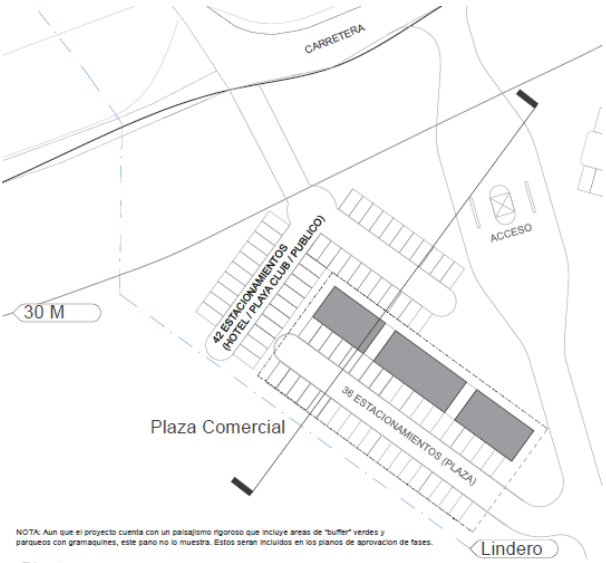 CARRETERA
ACCESO
42 ESTACIONAMIENTOS
(HOTEL / PLAYA CLUB / PUBLICO)
30 M
36 ESTACIONAMIENTOS (PLAZA)
Plaza Comercial
NOTA: Aun que el proyecto cuenta con un paisajismo rigoroso que incluye areas de "buffer" verdes y
parqueos con gramaquines, este pano no lo muestra. Estos seran incluidos en los planos de aprovacion de fases.
Lindero